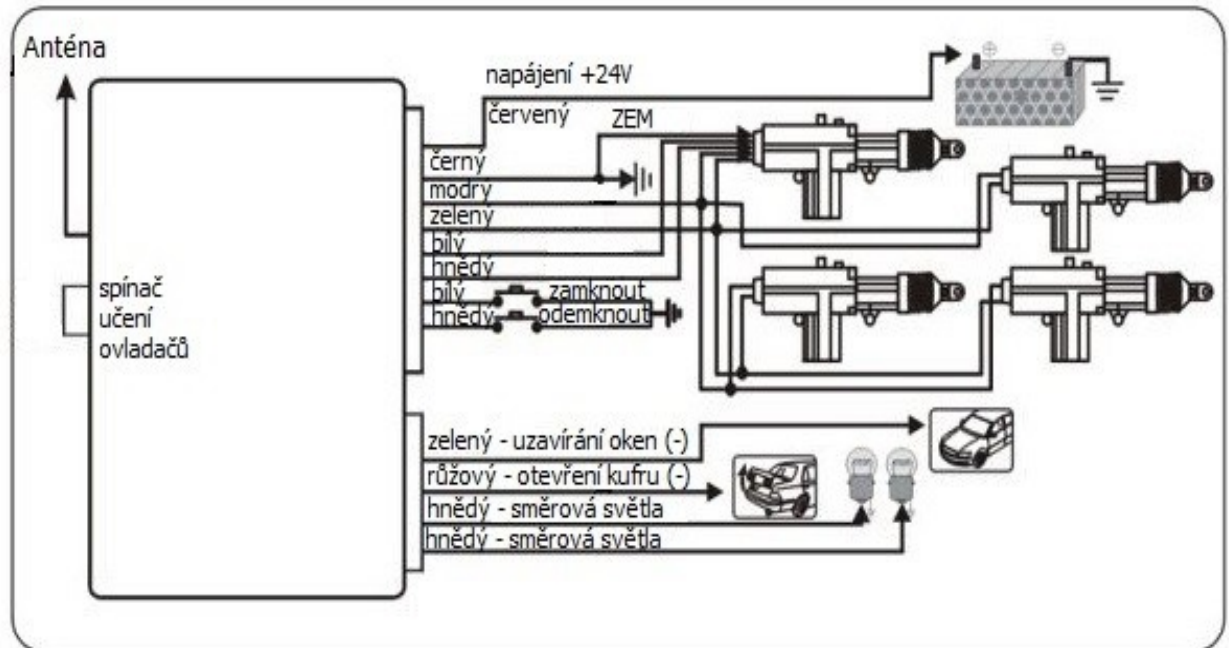 Anténa
napájení +24V
červený
ZEM
černý
modrý
zelený
bílý
hnědý
bílý
zamknout
hnědý
odemknout
spínač
učení
ovladačů
zelený - uzavírání oken (-)
růžový - otevření kufru (-)
hnědý - směrová světla
hnědý - směrová světla